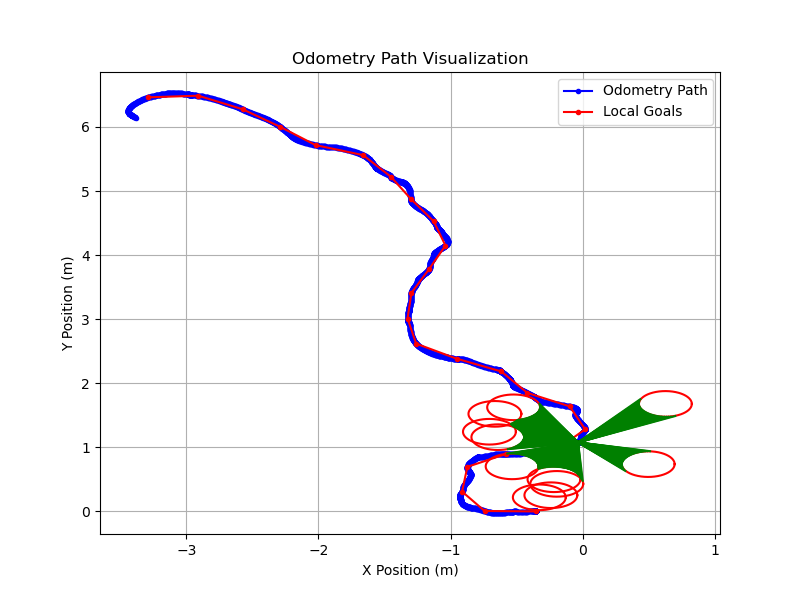 Odometry Path Visualization
Odometry Path
Local Goals
Y Position (m)
6
5
4
3
2
1
0
−3
−2
−1
0
1
X Position (m)